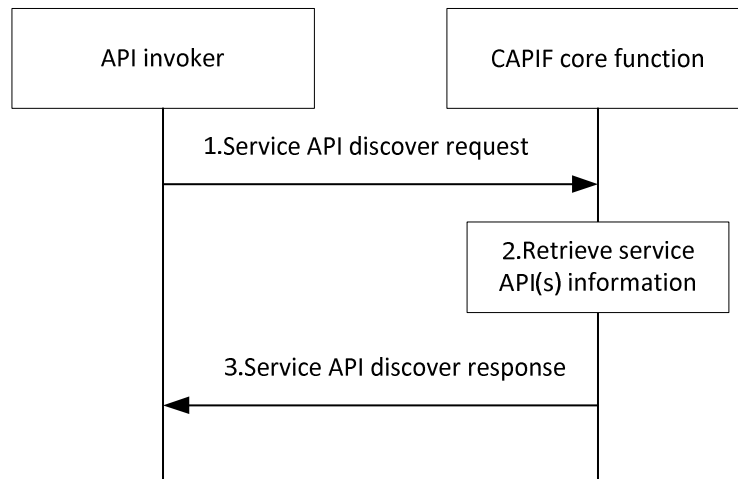 API invoker
CAPIF core function
1.Service API discover request
2.Retrieve service
API(s) information
3.Service API discover response